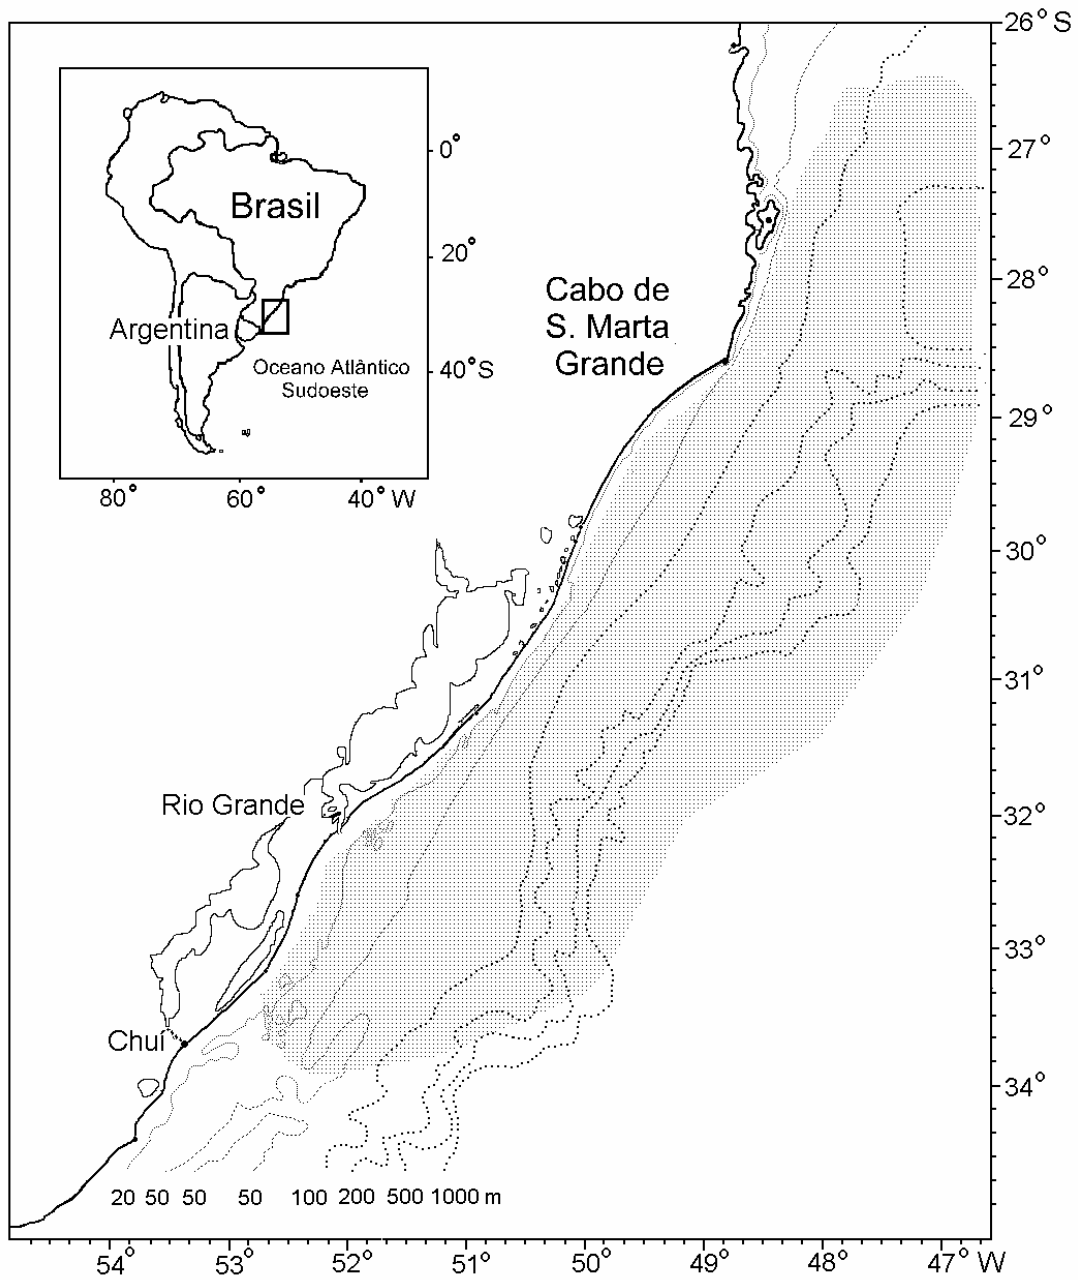 26° S
27°
28°
29°
30°
31°
32°
33°
34°
0°
20°
40°S
80°
60°
40° W
Brasil
Argentina
Oceano Atlântico
Sudoeste
Cabo de
S. Marta
Grande
Rio Grande
Chuí
20 50 50 50 100 200 500 1000 m
54° 53° 52° 51° 50° 49° 48° 47° W